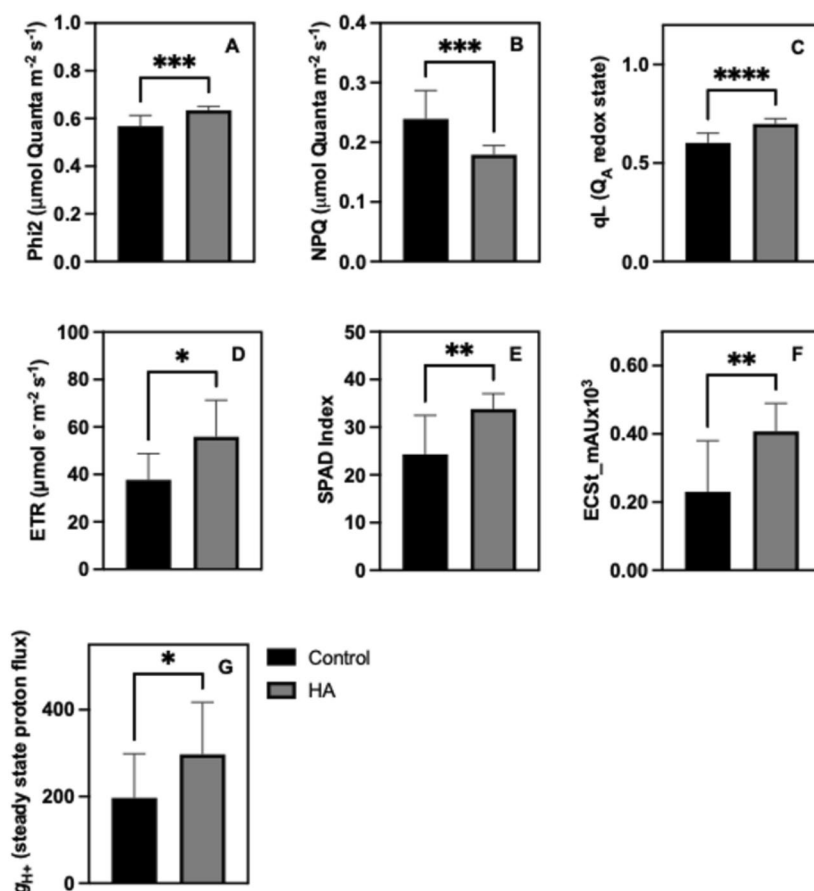 A
***
Phi2 (µmol Quanta m-2 s-1)
1.0
0.8
0.6
0.4
0.2
0.0
B
***
NPQ (µmol Quanta m-2 s-1)
0.4
0.3
0.2
0.1
0.0
C
****
qL (QA redox state)
1.0
0.5
0.0
D
*
ETR (µmol e- m-2 s-1)
100
80
60
40
20
0
E
**
SPAD Index
50
40
30
20
10
0
F
**
ECSt_mAUx10³
0.60
0.40
0.20
0.00
G
*
gH+ (steady state proton flux)
400
200
0
Control
HA